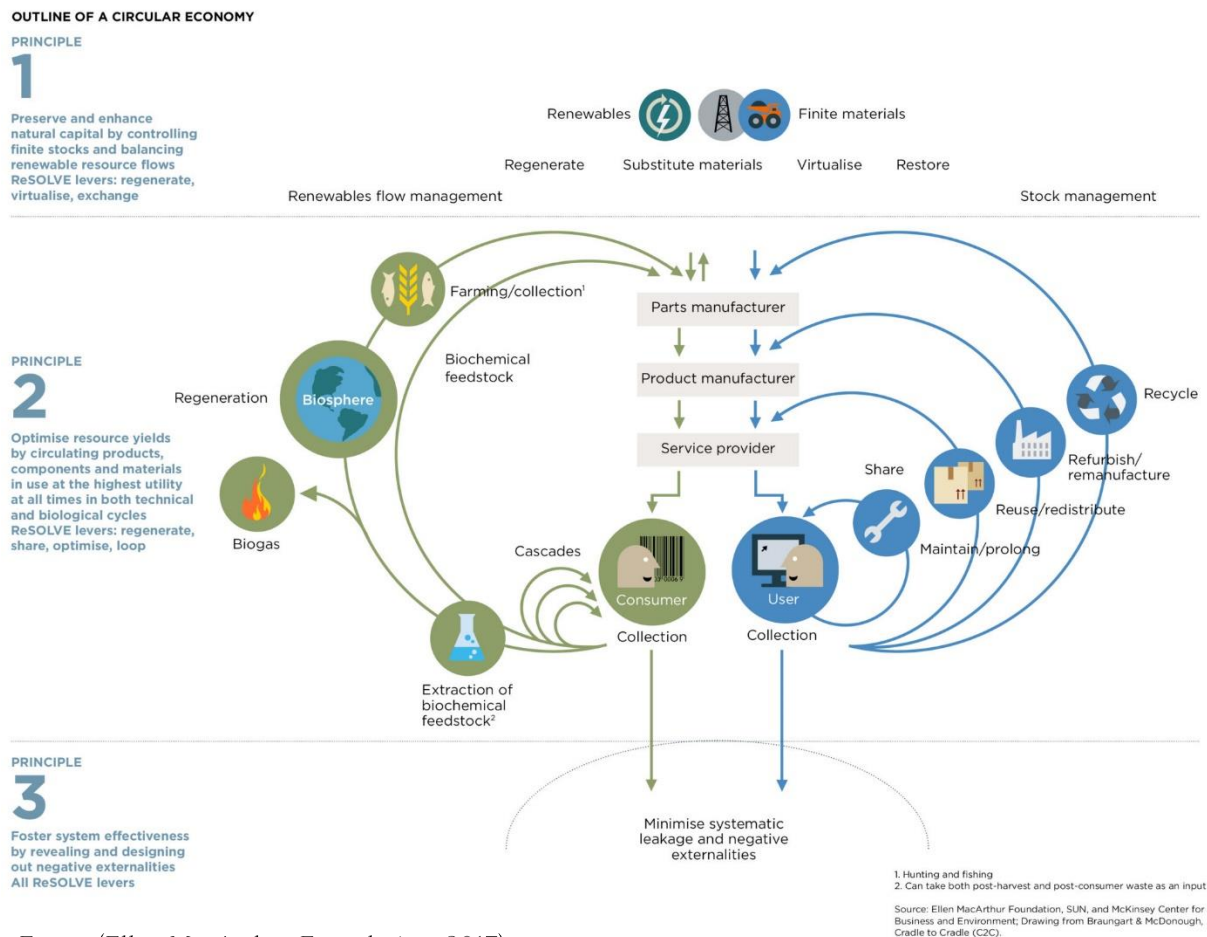 OUTLINE OF A CIRCULAR ECONOMY
PRINCIPLE
1
Preserve and enhance
natural capital by controlling
finite stocks and balancing
renewable resource flows
ReSOLVE levers: regenerate,
virtualise, exchange
Renewables
Finite materials
Regenerate
Substitute materials
Virtualise
Restore
Renewables flow management
Stock management
PRINCIPLE
2
Optimise resource yields
by circulating products,
components and materials
in use at the highest utility
at all times in both technical
and biological cycles
ReSOLVE levers: regenerate,
share, optimise, loop
Farming/collection¹
Biochemical
feedstock
Regeneration
Biosphere
Biogas
Cascades
Extraction of
biochemical
feedstock²
Parts manufacturer
Product manufacturer
Service provider
Consumer
Collection
User
Collection
Share
Maintain/prolong
Reuse/redistribute
Refurbish/
remanufacture
Recycle
PRINCIPLE
3
Foster system effectiveness
by revealing and designing
out negative externalities
All ReSOLVE levers
Minimise systematic
leakage and negative
externalities
1. Hunting and fishing
2. Can take both post-harvest and post-consumer waste as an input
Source: Ellen MacArthur Foundation, SUN, and McKinsey Center for
Business and Environment; Drawing from Braungart & McDonough,
Cradle to Cradle (C2C).